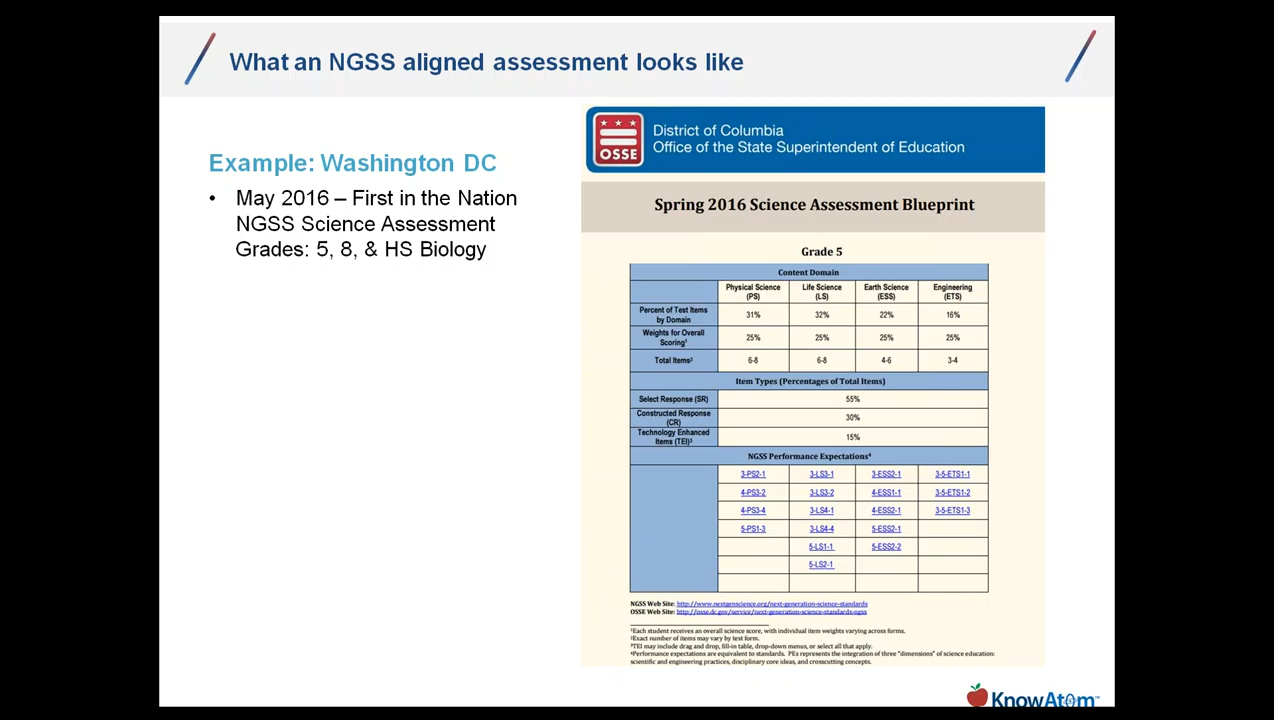 What an NGSS aligned assessment looks like
Example: Washington DC
• May 2016 – First in the Nation
NGSS Science Assessment
Grades: 5, 8, & HS Biology
OSSE
District of Columbia
Office of the State Superintendent of Education
Spring 2016 Science Assessment Blueprint
Grade 5
Content Domain
Physical Science (PS) Life Science (LS) Earth Science (ESS) Engineering (ETS)
Percent of Test Items by Domain 31% 32% 22% 16%
Weights for Overall Scoring¹ 25% 25% 25% 25%
Total Items² 6-8 6-8 4-6 3-4
Item Types (Percentages of Total Items)
Select Response (SR) 55%
Constructed Response (CR) 30%
Technology Enhanced Items (TEI)³ 15%
NGSS Performance Expectations⁴
3-PS2-1 3-LS3-1 3-ESS2-1 3-5-ETS1-1
4-PS3-2 3-LS3-2 4-ESS1-1 3-5-ETS1-2
4-PS3-4 3-LS4-1 4-ESS2-1 3-5-ETS1-3
5-PS1-3 3-LS4-4 5-ESS2-1
5-LS1-1 5-ESS2-2
5-LS2-1
NGSS Web Site: http://www.nextgenscience.org/next-generation-science-standards
OSSE Web Site: http://osse.dc.gov/service/next-generation-science-standards-ngss
¹Each student receives an overall science score, with individual item weights varying across forms.
²Exact number of items may vary by test form.
³TEI may include drag and drop, fill-in table, drop-down menus, or select all that apply.
⁴Performance expectations are equivalent to standards. PEs represents the integration of three "dimensions" of science education:
scientific and engineering practices, disciplinary core ideas, and crosscutting concepts.
KnowAtom